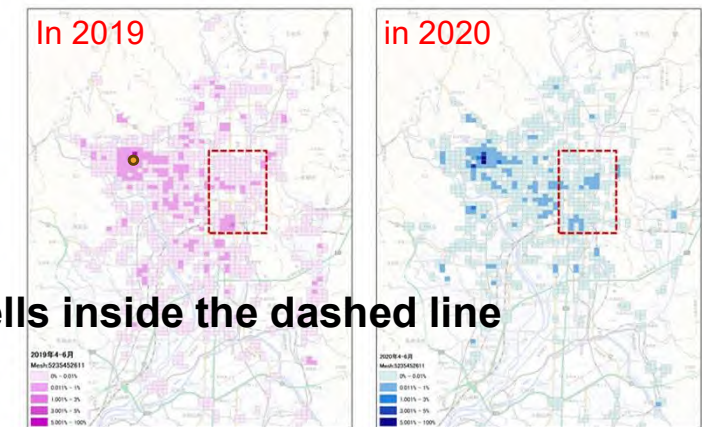 In 2019
in 2020
ells inside the dashed line
2019年4-6月
Mesh:5235452611
0% - 0.01%
0.011% - 1%
1.001% - 3%
3.001% - 5%
5.001% - 100%
2020年4-6月
Mesh:5235452611
0% - 0.01%
0.011% - 1%
1.001% - 3%
3.001% - 5%
5.001% - 100%